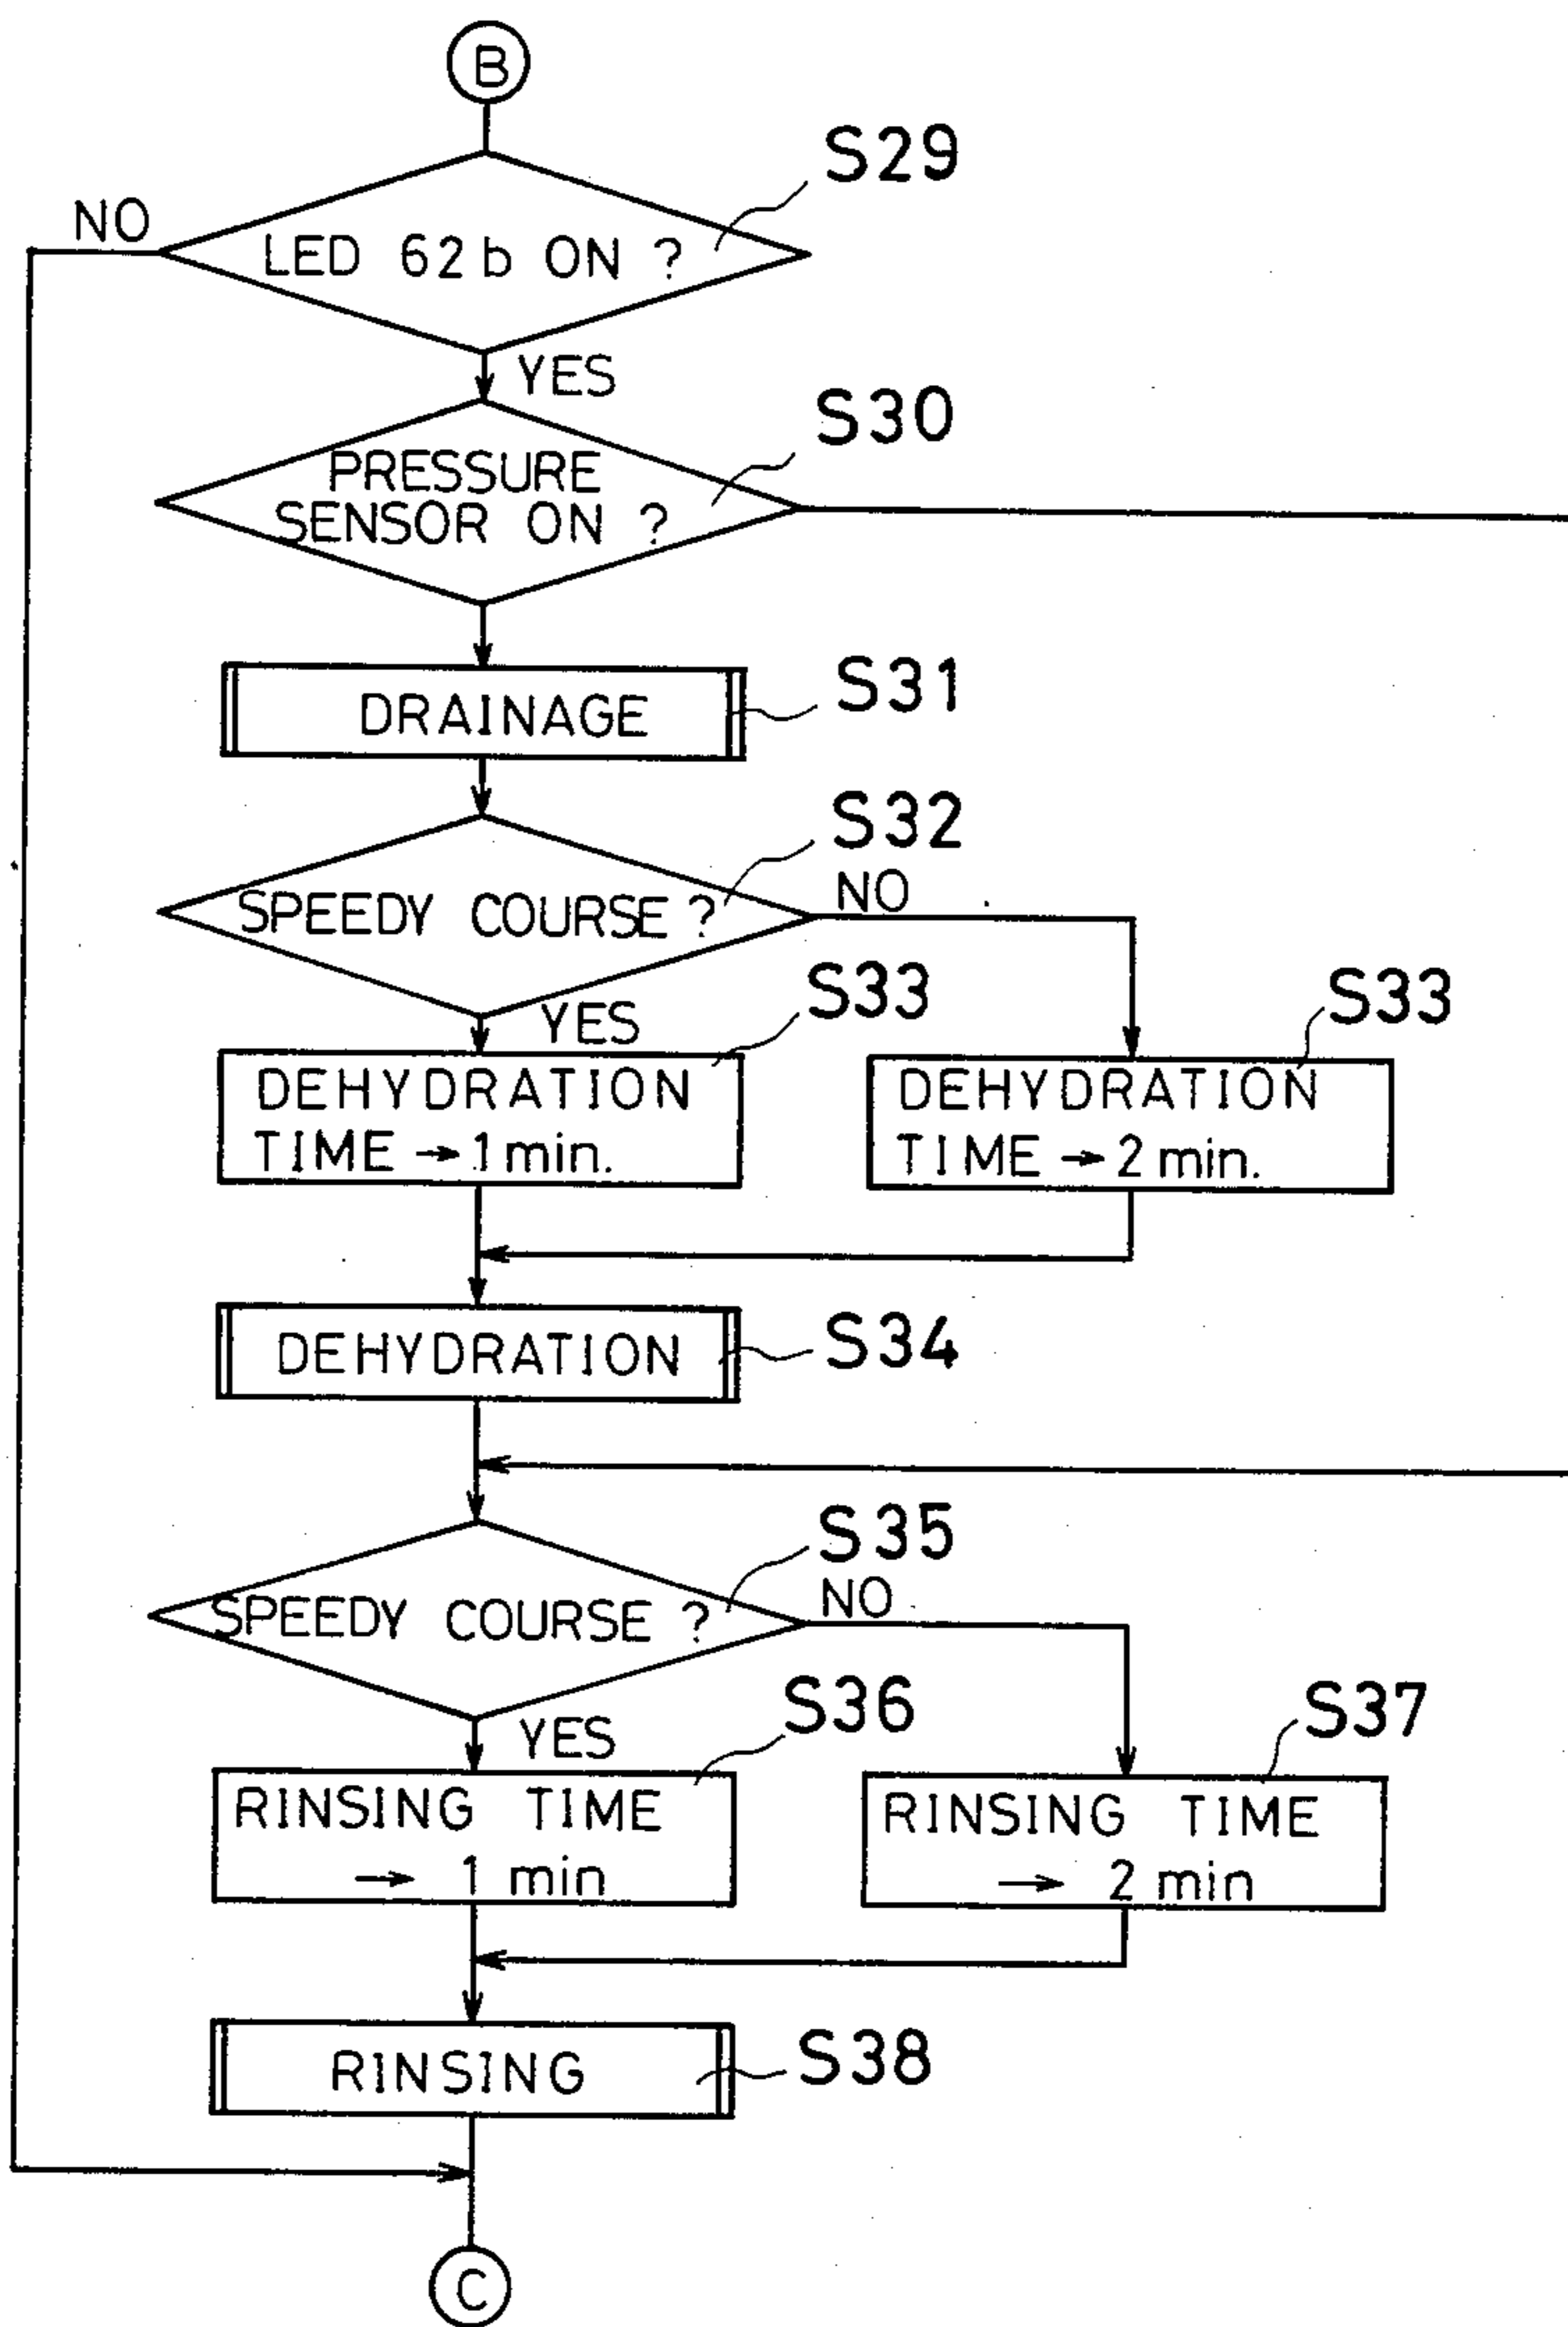 B
S29
NO
LED 62b ON ?
YES
S30
PRESSURE
SENSOR ON ?
S31
DRAINAGE
S32
SPEEDY COURSE ?
NO
YES
S33
DEHYDRATION
TIME → 1 min.
S33
DEHYDRATION
TIME → 2 min.
S34
DEHYDRATION
S35
SPEEDY COURSE ?
NO
YES
S36
RINSING TIME
→ 1 min
S37
RINSING TIME
→ 2 min
S38
RINSING
C